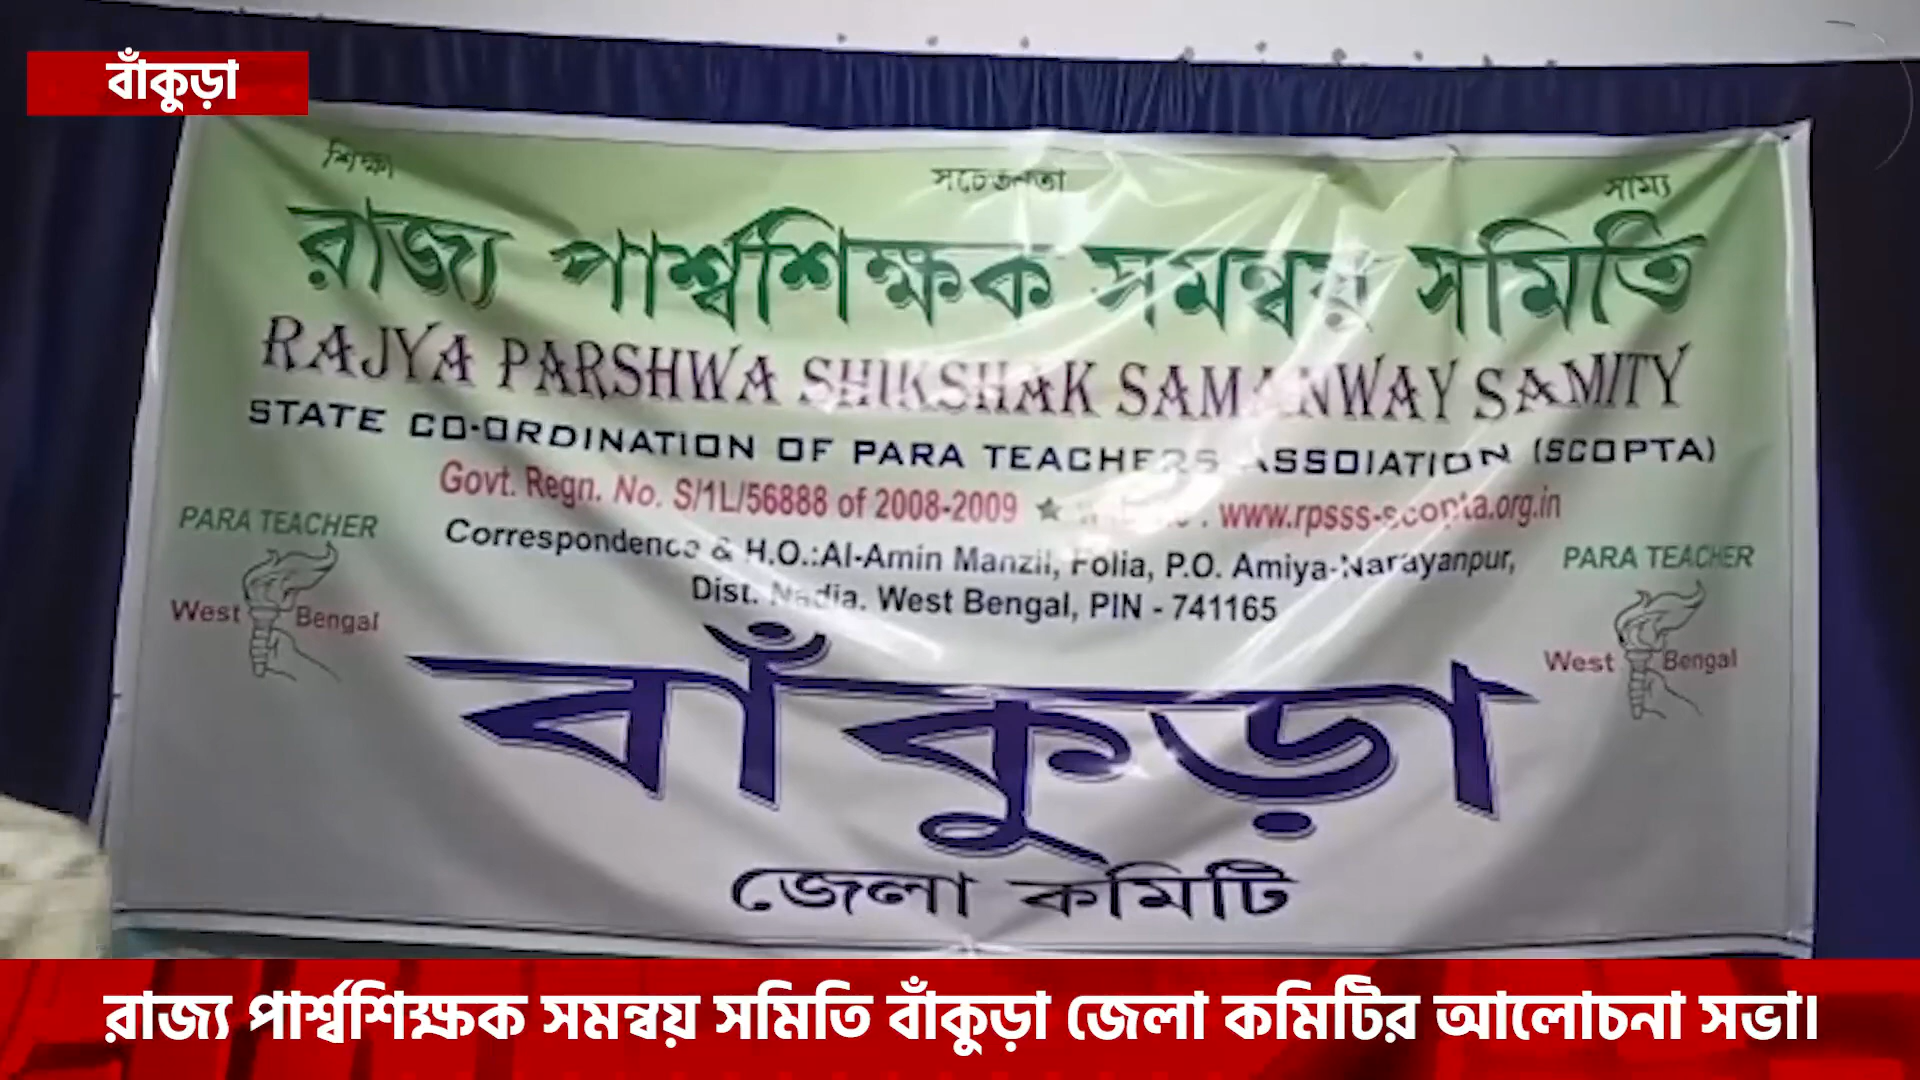 বাঁকুড়া
শিক্ষা সচেতনতা সাম্য
রাজ্য পার্শ্বশিক্ষক সমন্বয় সমিতি
RAJYA PARSHWA SHIKSHAK SAMANWAY SAMITY
STATE CO-ORDINATION OF PARA TEACHERS ASSOIATION (SCOPTA)
Govt. Regn. No. S/1L/56888 of 2008-2009 ★ www.rpsss-scopta.org.in
Correspondence & H.O.:Al-Amin Manzil, Folia, P.O. Amiya-Narayanpur,
Dist. Nadia. West Bengal, PIN - 741165
PARA TEACHER
West Bengal
PARA TEACHER
West Bengal
বাঁকুড়া
জেলা কমিটি
রাজ্য পার্শ্বশিক্ষক সমন্বয় সমিতি বাঁকুড়া জেলা কমিটির আলোচনা সভা।